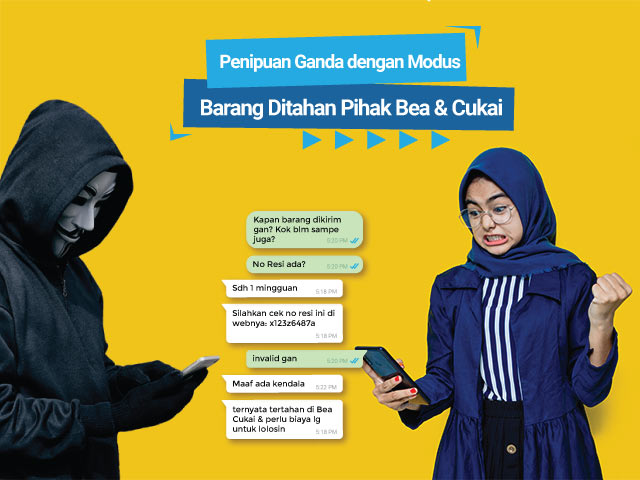 Penipuan Ganda dengan Modus
Barang Ditahan Pihak Bea & Cukai
Kapan barang dikirim
gan? Kok blm sampe
juga?
5:20 PM
No Resi ada?
5:20 PM
Sdh 1 mingguan
5:18 PM
Silahkan cek no resi ini di
webnya: x123z6487a
5:18 PM
invalid gan
5:20 PM
Maaf ada kendala
5:22 PM
ternyata tertahan di Bea
Cukai & perlu biaya lg
untuk lolosin
5:18 PM